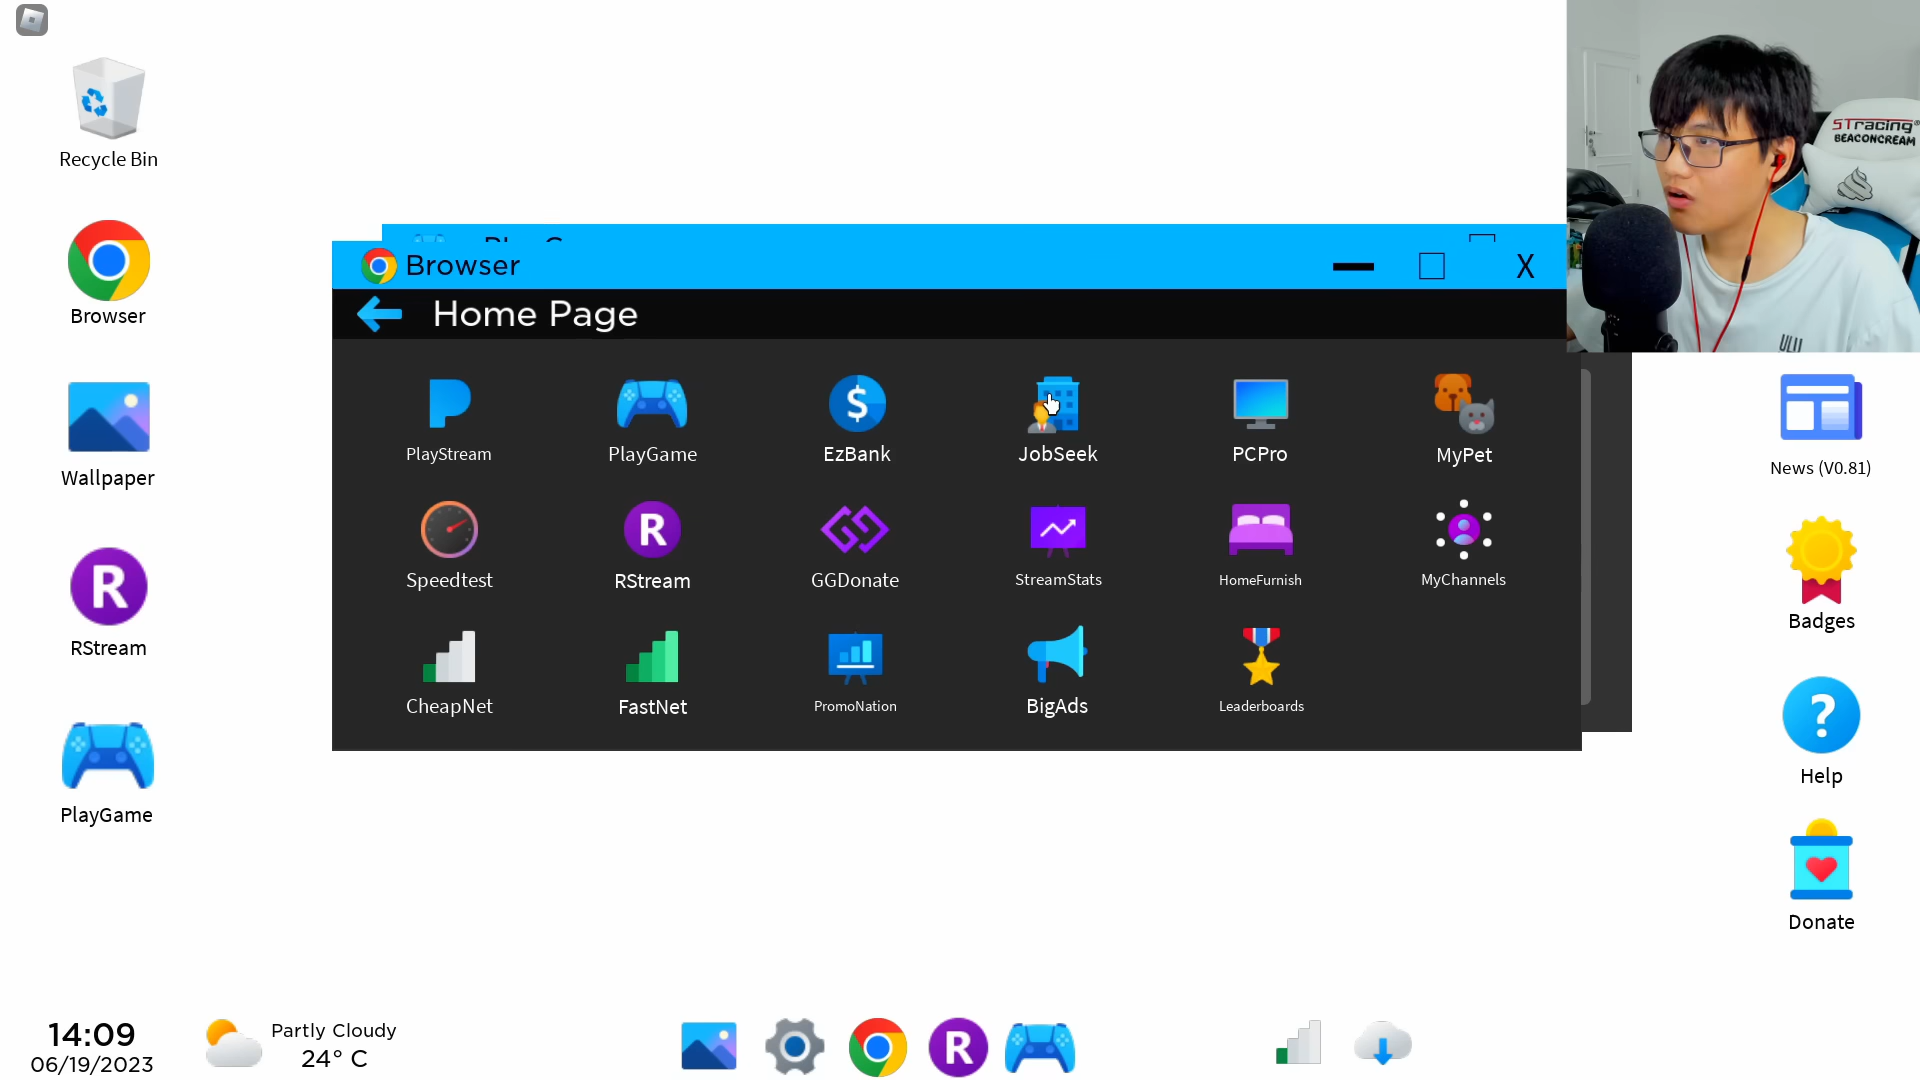 Recycle Bin
Browser
Wallpaper
RStream
PlayGame
Browser
X
Home Page
PlayStream
PlayGame
EzBank
JobSeek
PCPro
MyPet
Speedtest
RStream
GGDonate
StreamStats
HomeFurnish
MyChannels
CheapNet
FastNet
PromoNation
BigAds
Leaderboards
STracing
BEACONCREAM
News (V0.81)
Badges
Help
Donate
14:09
06/19/2023
Partly Cloudy
24° C